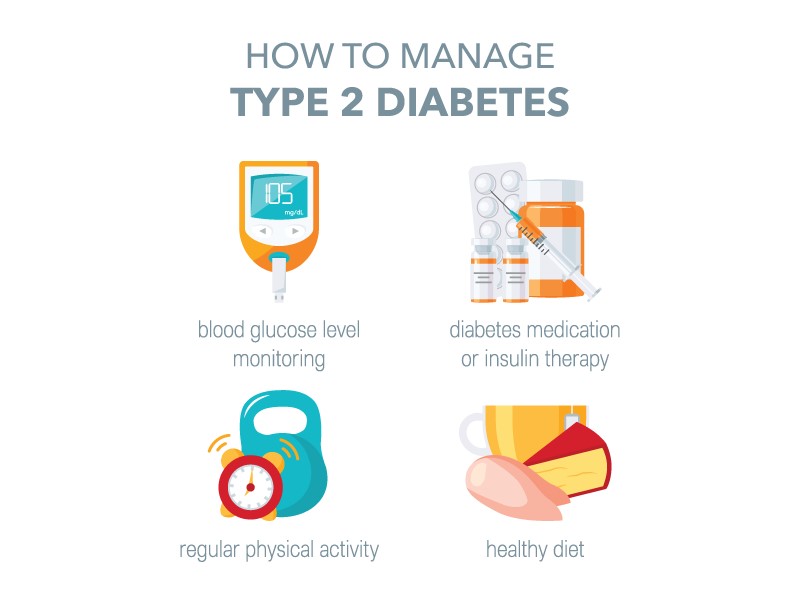 HOW TO MANAGE
TYPE 2 DIABETES
105
mg/dL
blood glucose level
monitoring
diabetes medication
or insulin therapy
regular physical activity
healthy diet